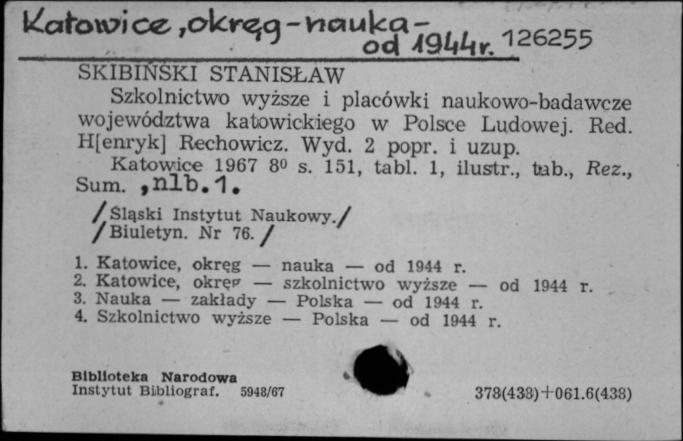 Katowice, okręg - nauka -
od 1944 r. 126255
SKIBIŃSKI STANISŁAW
Szkolnictwo wyższe i placówki naukowo-badawcze
województwa katowickiego w Polsce Ludowej. Red.
H[enryk] Rechowicz. Wyd. 2 popr. i uzup.
Katowice 1967 8⁰ s. 151, tabl. 1, ilustr., tab., Rez.,
Sum. , nlb. 1.
/ Śląski Instytut Naukowy. /
/ Biuletyn. Nr 76. /
1. Katowice, okręg — nauka — od 1944 r.
2. Katowice, okręg — szkolnictwo wyższe — od 1944 r.
3. Nauka — zakłady — Polska — od 1944 r.
4. Szkolnictwo wyższe — Polska — od 1944 r.
Biblioteka Narodowa
Instytut Bibliograf. 5948/67 378(438)+061.6(438)